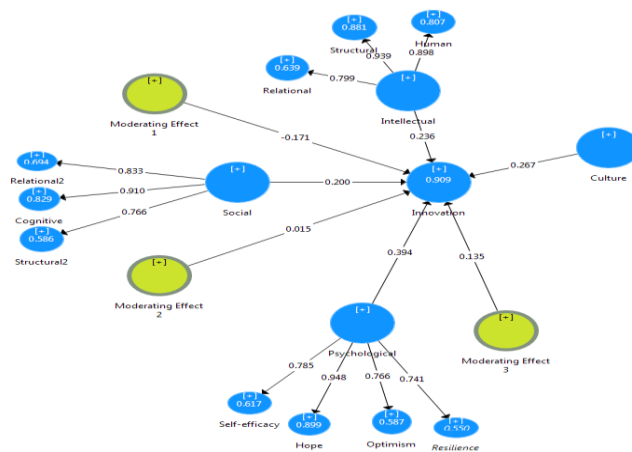 [+]
0.881
Structural
[+]
0.807
Human
[+]
0.639
Relational
0.939
0.898
0.799
[+]
Intellectual
[+]
Moderating Effect
1
-0.171
0.236
[+]
Culture
0.267
[+]
0.694
Relational2
0.833
[+]
0.829
Cognitive
0.910
[+]
0.586
Structural2
0.766
[+]
Social
0.200
[+]
0.909
Innovation
0.015
[+]
Moderating Effect
2
0.394
0.135
[+]
Psychological
[+]
Moderating Effect
3
0.785
0.948
0.766
0.741
[+]
0.617
Self-efficacy
[+]
0.899
Hope
[+]
0.587
Optimism
[+]
0.550
Resilience